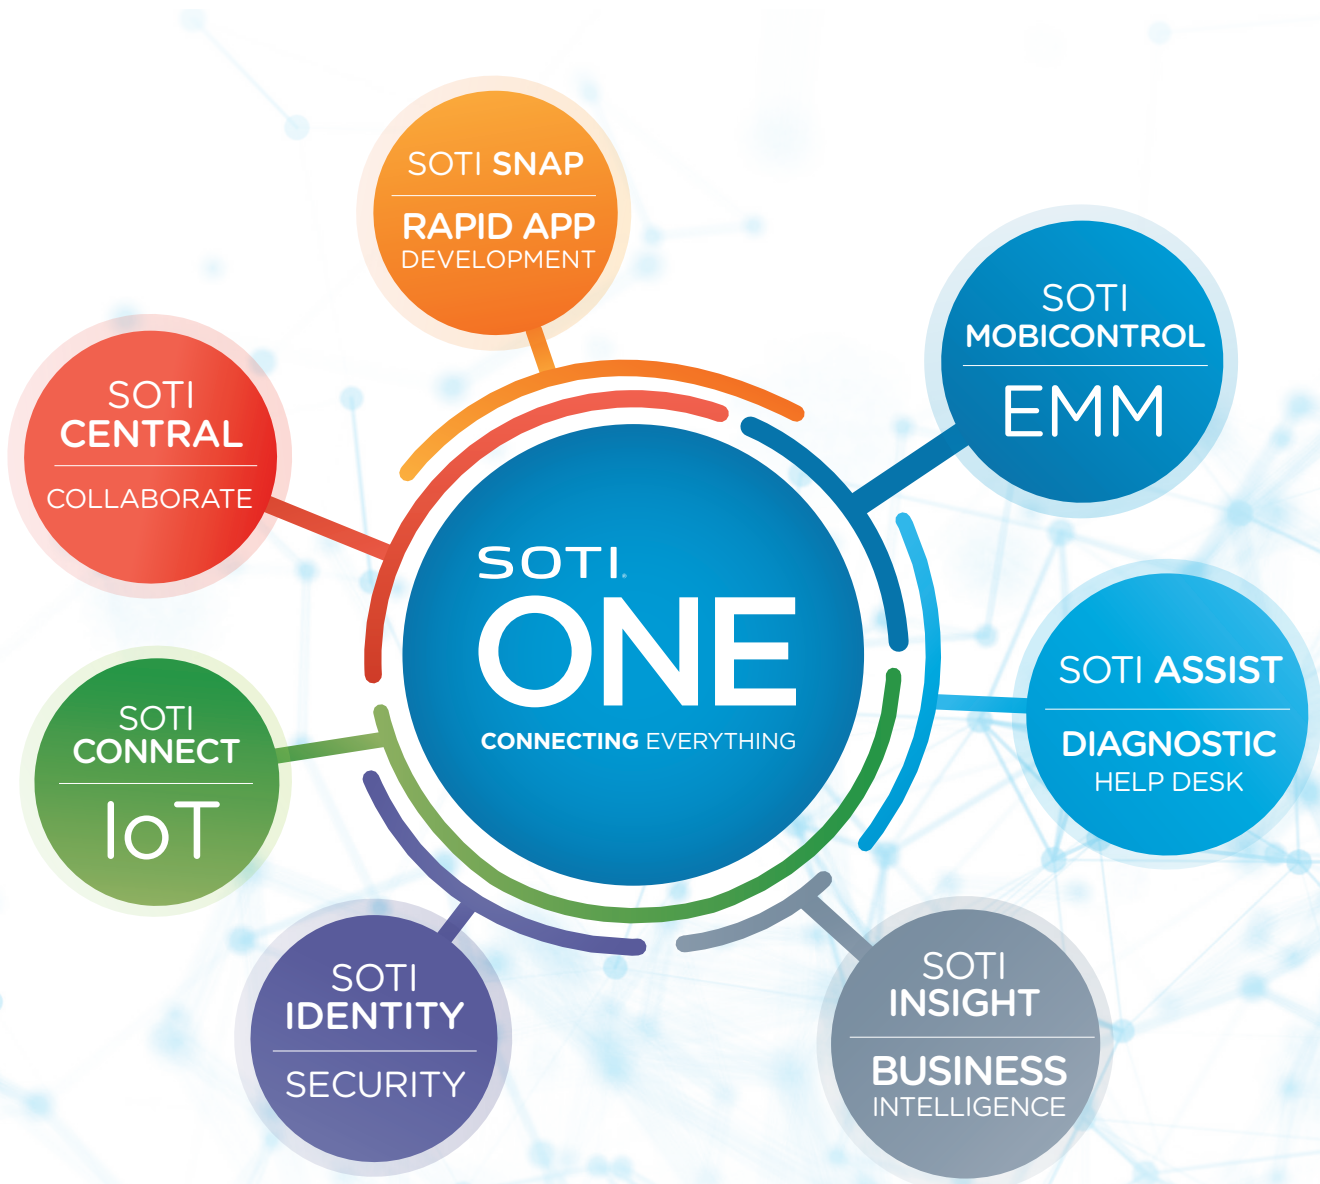 SOTI SNAP
RAPID APP
DEVELOPMENT
SOTI
MOBICONTROL
EMM
SOTI
CENTRAL
COLLABORATE
SOTI
ONE
CONNECTING EVERYTHING
SOTI ASSIST
DIAGNOSTIC
HELP DESK
SOTI
CONNECT
IoT
SOTI
IDENTITY
SECURITY
SOTI
INSIGHT
BUSINESS
INTELLIGENCE